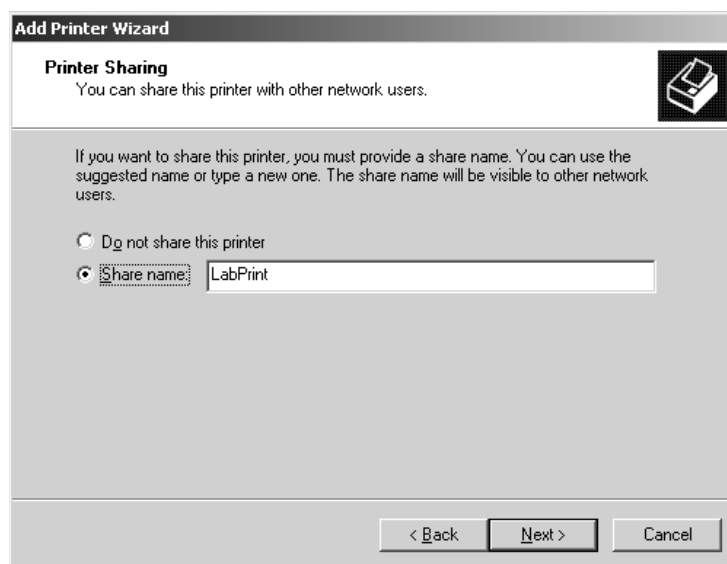 Add Printer Wizard
Printer Sharing
You can share this printer with other network users.
If you want to share this printer, you must provide a share name. You can use the
suggested name or type a new one. The share name will be visible to other network
users.
Do not share this printer
Share name: LabPrint
< Back Next > Cancel